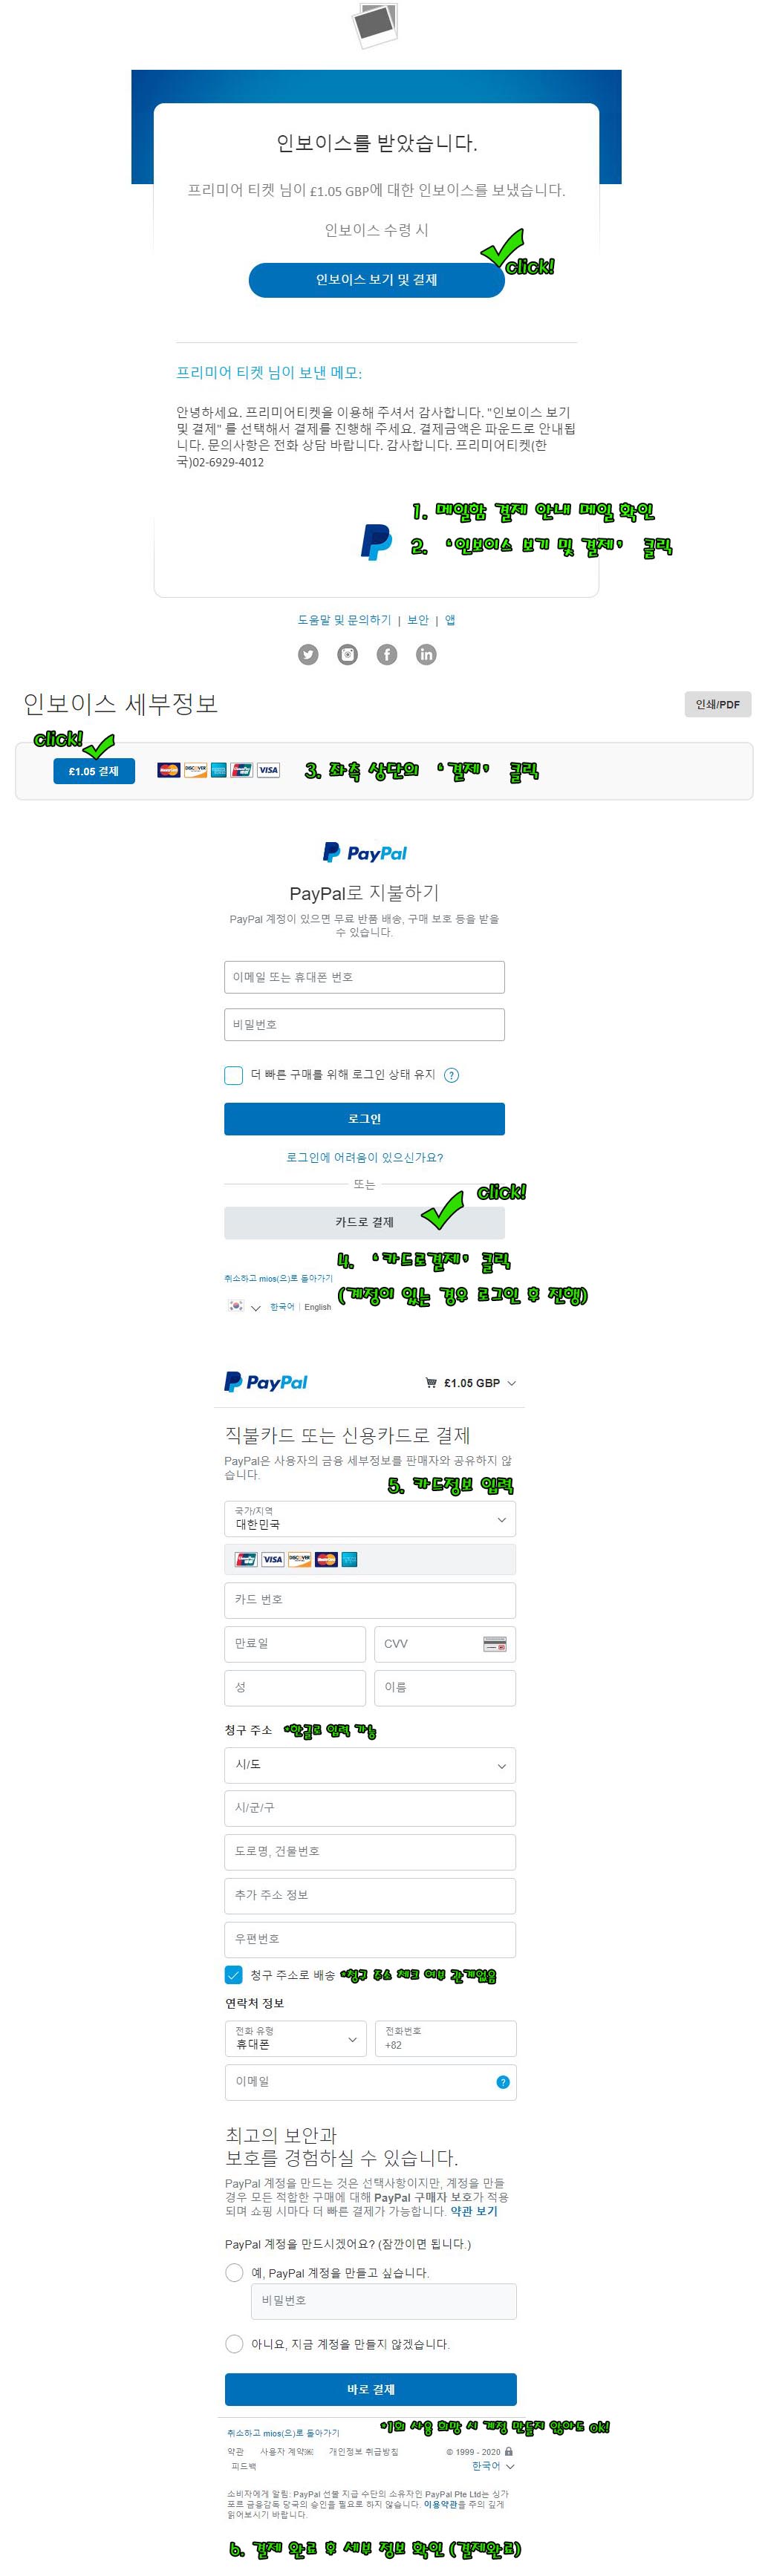 인보이스를 받았습니다.
프리미어 티켓 님이 £1.05 GBP에 대한 인보이스를 보냈습니다.
인보이스 수령 시
click!
인보이스 보기 및 결제
프리미어 티켓 님이 보낸 메모:
안녕하세요. 프리미어티켓을 이용해 주셔서 감사합니다. "인보이스 보기
및 결제" 를 선택해서 결제를 진행해 주세요. 결제금액은 파운드로 안내됩
니다. 문의사항은 전화 상담 바랍니다. 감사합니다. 프리미어티켓(한
국)02-6929-4012
1. 메일함 결제 안내 메일 확인
2. '인보이스 보기 및 결제' 클릭
도움말 및 문의하기 | 보안 | 앱
인보이스 세부정보
인쇄/PDF
click!
£1.05 결제
MasterCard DISCOVER VISA
3. 좌측 상단의 '결제' 클릭
PayPal
PayPal로 지불하기
PayPal 계정이 있으면 무료 반품 배송, 구매 보호 등을 받을
수 있습니다.
이메일 또는 휴대폰 번호
비밀번호
더 빠른 구매를 위해 로그인 상태 유지 ?
로그인
로그인에 어려움이 있으신가요?
또는
click!
카드로 결제
4. '카드로결제' 클릭
취소하고 mios(으)로 돌아가기
(계정이 있는 경우 로그인 후 진행)
한국어 | English
PayPal
£1.05 GBP
직불카드 또는 신용카드로 결제
PayPal은 사용자의 금융 세부정보를 판매자와 공유하지 않
습니다.
5. 카드정보 입력
국가/지역
대한민국
VISA DISCOVER MasterCard
카드 번호
만료일
CVV
성
이름
청구 주소 *한글로 입력 가능
시/도
시/군/구
도로명, 건물번호
추가 주소 정보
우편번호
청구 주소로 배송 *청구 주소 체크 여부 관계없음
연락처 정보
전화 유형
휴대폰
전화번호
+82
이메일 ?
최고의 보안과
보호를 경험하실 수 있습니다.
PayPal 계정을 만드는 것은 선택사항이지만, 계정을 만들
경우 모든 적합한 구매에 대해 PayPal 구매자 보호가 적용
되며 쇼핑 시마다 더 빠른 결제가 가능합니다. 약관 보기
PayPal 계정을 만드시겠어요? (잠깐이면 됩니다.)
예, PayPal 계정을 만들고 싶습니다.
비밀번호
아니요, 지금 계정을 만들지 않겠습니다.
바로 결제
*1회 사용 희망 시 계정 만들지 않아도 ok!
취소하고 mios(으)로 돌아가기
약관 사용자 계약※ 개인정보 취급방침
© 1999 - 2020
피드백
한국어
소비자에게 알림: PayPal 선불 지급 수단의 소유자인 PayPal Pte Ltd는 싱가
포르 금융감독 당국의 승인을 필요로 하지 않습니다. 이용약관을 주의 깊게
읽어보시기 바랍니다.
6. 결제 완료 후 세부 정보 확인 (결제완료)